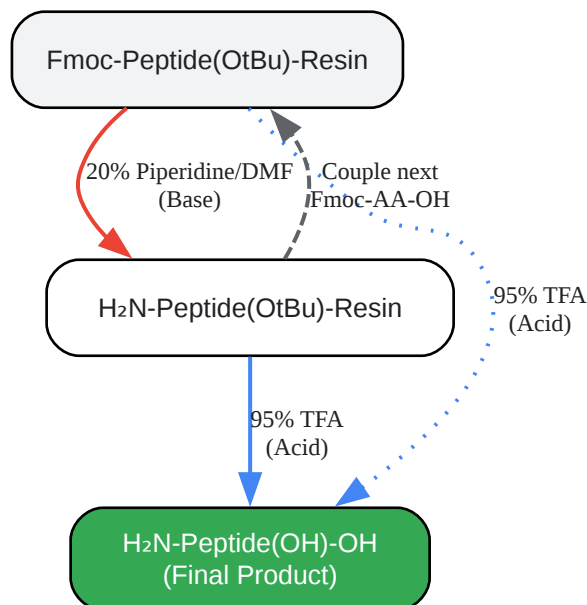 Fmoc-Peptide(OtBu)-Resin
20% Piperidine/DMF
(Base)
Couple next
Fmoc-AA-OH
H₂N-Peptide(OtBu)-Resin
95% TFA
(Acid)
95% TFA
(Acid)
H₂N-Peptide(OH)-OH
(Final Product)